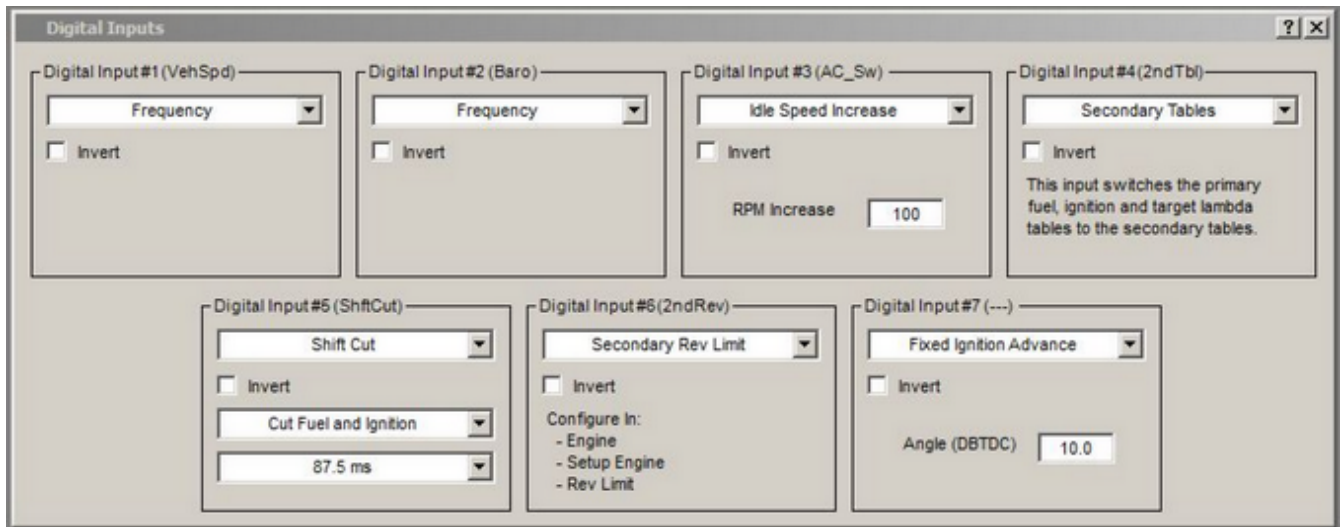 Digital Inputs
Digital Input #1 (VehSpd)
Frequency
Invert
Digital Input #2 (Baro)
Frequency
Invert
Digital Input #3 (AC_Sw)
Idle Speed Increase
Invert
RPM Increase 100
Digital Input #4 (2ndTbl)
Secondary Tables
Invert
This input switches the primary
fuel, ignition and target lambda
tables to the secondary tables.
Digital Input #5 (ShftCut)
Shift Cut
Invert
Cut Fuel and Ignition
87.5 ms
Digital Input #6 (2ndRev)
Secondary Rev Limit
Invert
Configure In:
- Engine
- Setup Engine
- Rev Limit
Digital Input #7 (---)
Fixed Ignition Advance
Invert
Angle (DBTDC) 10.0